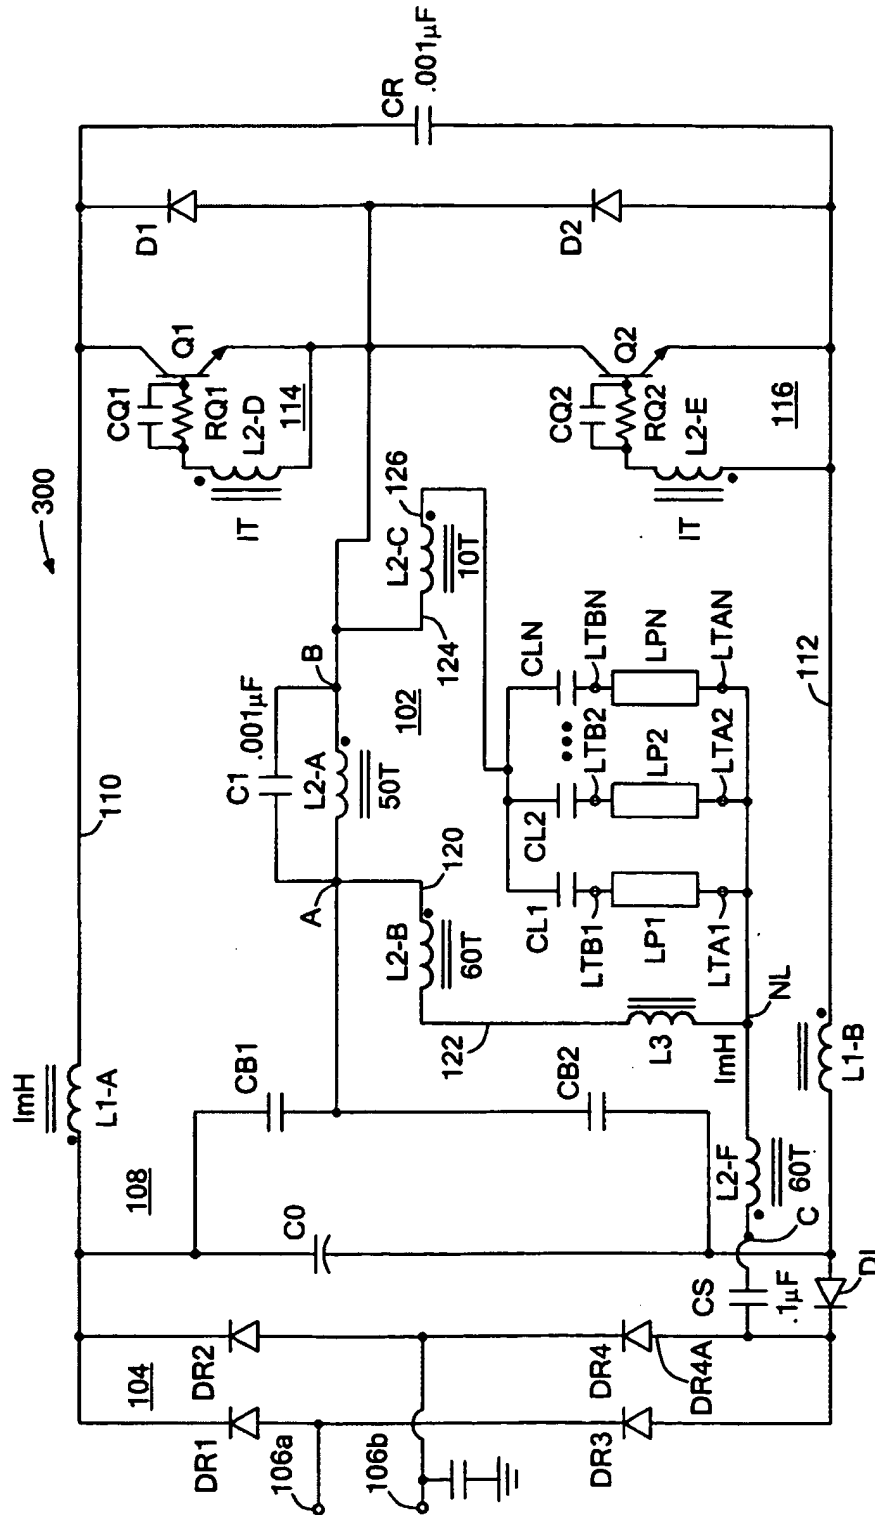 300
110
CR
.001µF
D1
D2
CQ1
Q1
RQ1
L2-D
114
IT
CQ2
Q2
RQ2
L2-E
116
IT
126
L2-C
10T
124
B
102
C1
.001µF
L2-A
50T
A
120
L2-B
60T
122
CLN
LTBN
LPN
LTAN
CL2
LTB2
LP2
LTA2
CL1
LTB1
LP1
LTA1
112
NL
L3
ImH
ImH
L1-A
L1-B
CB1
CB2
108
C0
L2-F
60T
C
CS
.1µF
104
DR2
DR4
DR4A
DR1
DR3
106a
106b